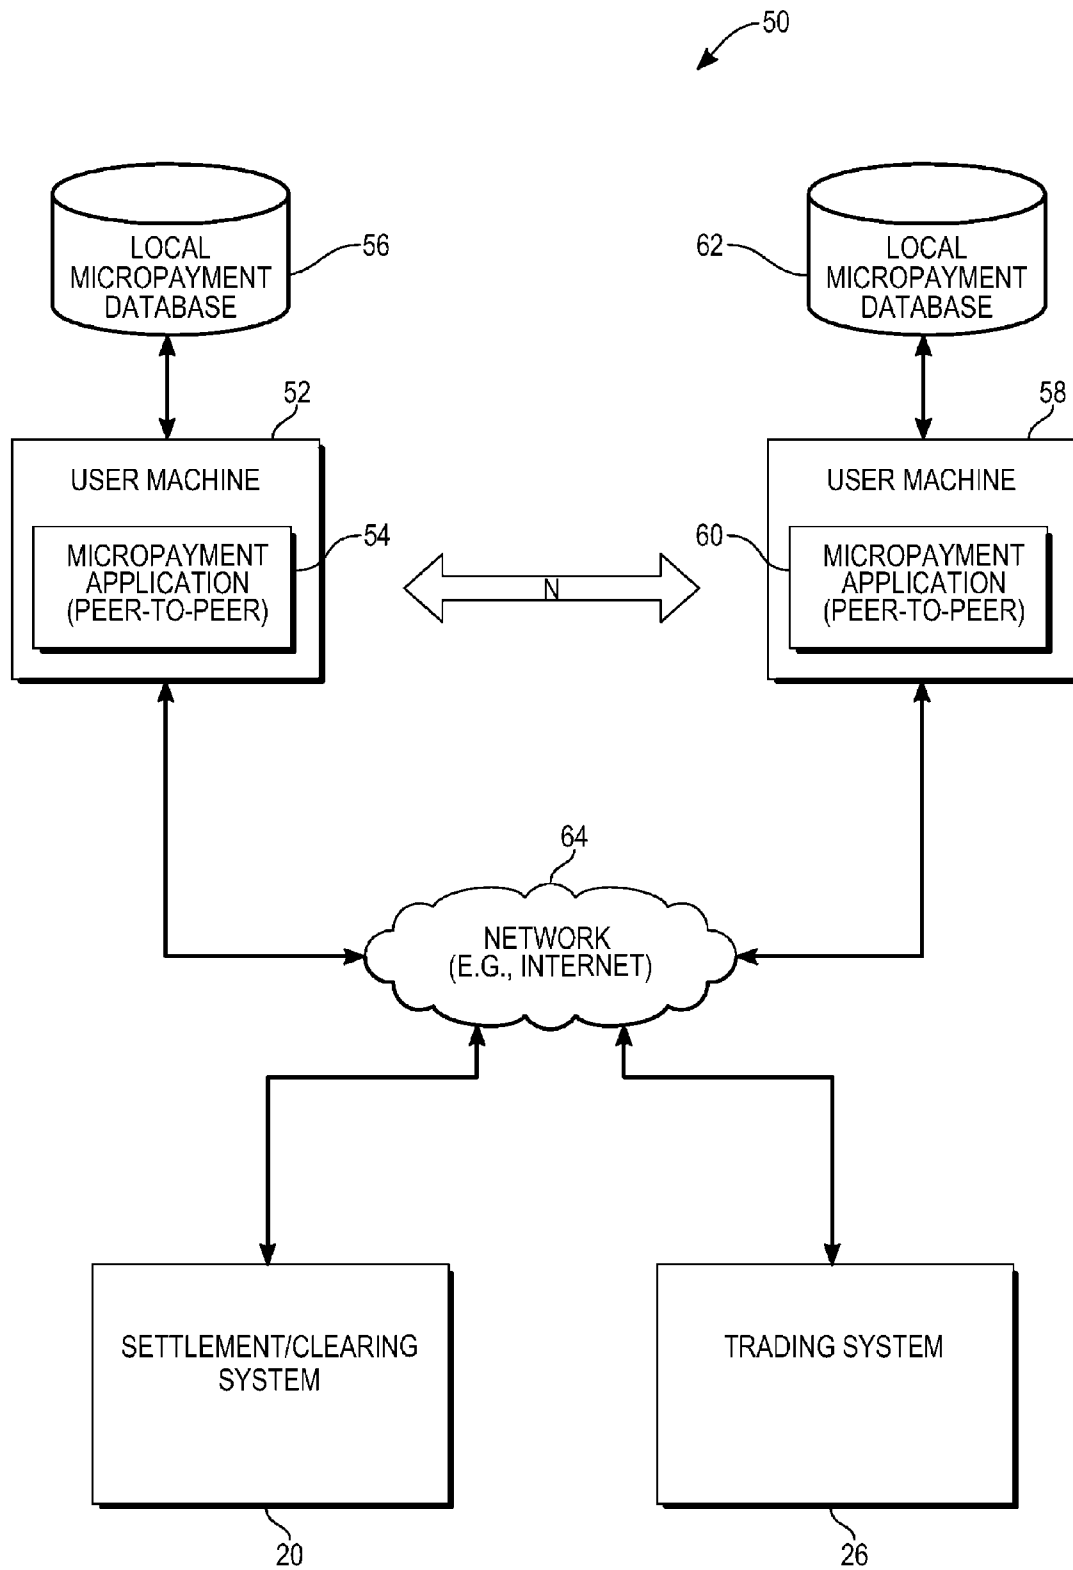 50
LOCAL
MICROPAYMENT
DATABASE
56
62
LOCAL
MICROPAYMENT
DATABASE
52
58
USER MACHINE
USER MACHINE
MICROPAYMENT
APPLICATION
(PEER-TO-PEER)
54
N
60
MICROPAYMENT
APPLICATION
(PEER-TO-PEER)
64
NETWORK
(E.G., INTERNET)
SETTLEMENT/CLEARING
SYSTEM
TRADING SYSTEM
20
26